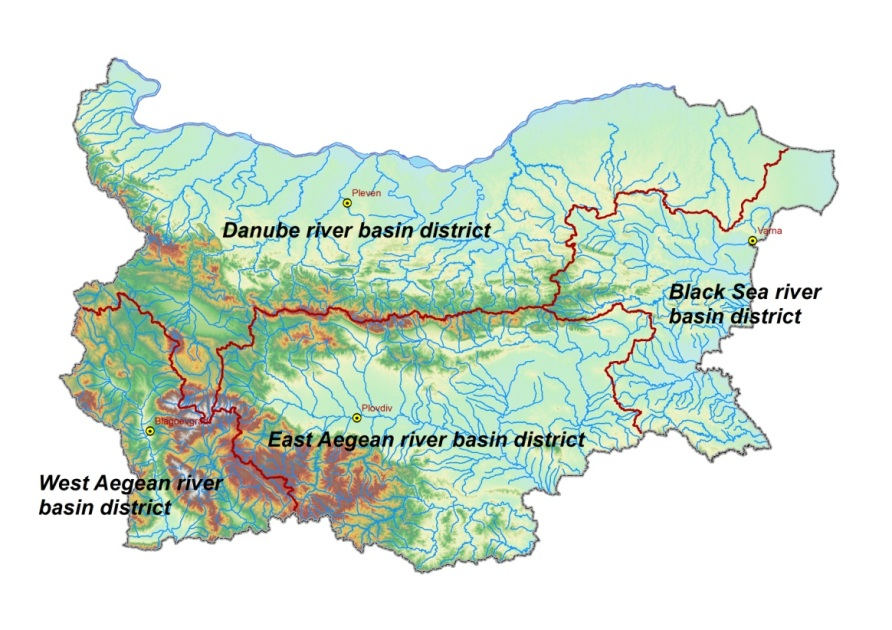 Pleven
Danube river basin district
Varna
Black Sea river
basin district
Plovdiv
Blagoevgrad
East Aegean river basin district
West Aegean river
basin district